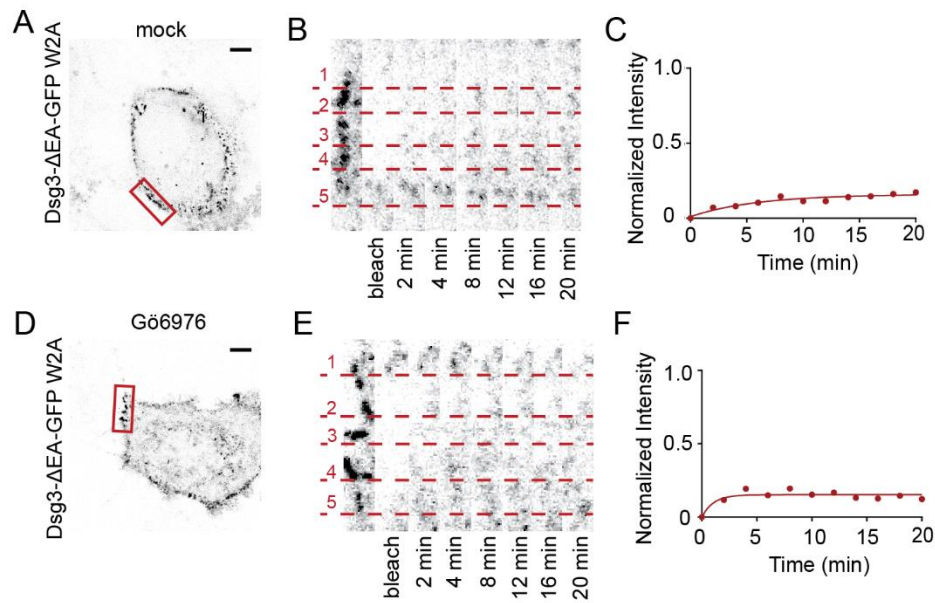 A
mock
Dsg3-ΔEA-GFP W2A
B
1
2
3
4
5
bleach
2 min
4 min
8 min
12 min
16 min
20 min
C
Normalized Intensity
1.0
0.5
0
0
5
10
15
20
Time (min)
D
Gö6976
Dsg3-ΔEA-GFP W2A
E
1
2
3
4
5
bleach
2 min
4 min
8 min
12 min
16 min
20 min
F
Normalized Intensity
1.0
0.5
0
0
5
10
15
20
Time (min)